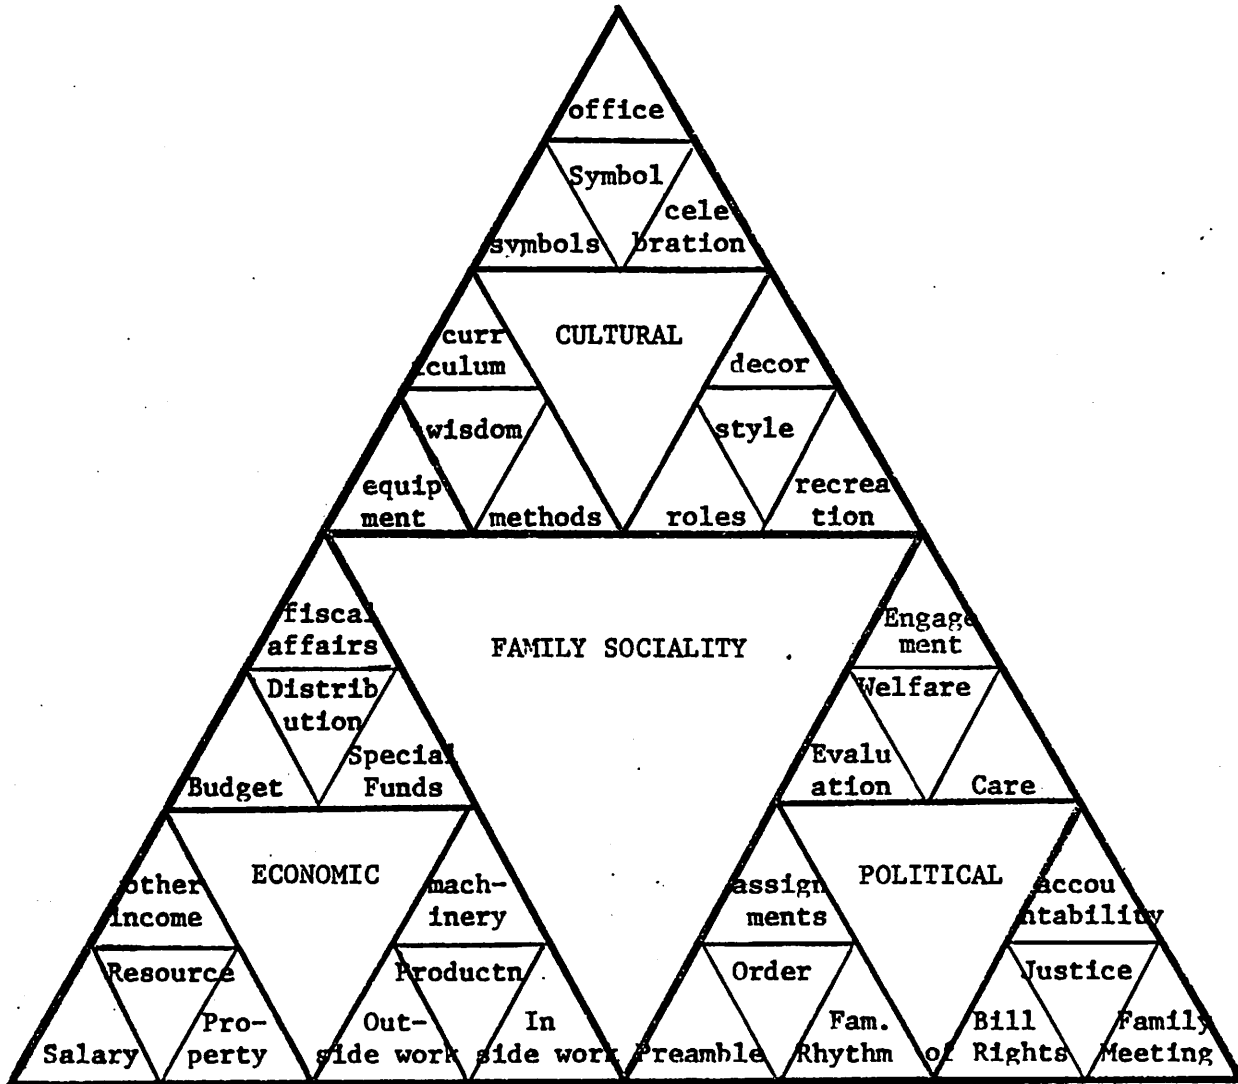 office
Symbol
cele
symbols
bration
curr
CULTURAL
iculum
decor
wisdom
style
equip
recrea
ment
methods
roles
tion
fiscal
Engage
affairs
FAMILY SOCIALITY
ment
Distrib
Welfare
ution
Special
Evalu
Budget
Funds
ation
Care
other
ECONOMIC
mach-
assign
POLITICAL
accou
income
inery
ments
ntability
Resource
Productn
Order
Justice
Pro-
Out-
In
Fam.
Bill
Family
Salary
perty
side work
side work
Preamble
Rhythm
of Rights
Meeting